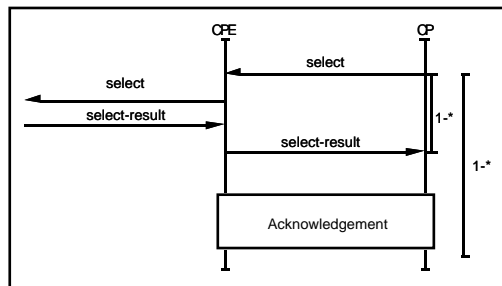 CPE CP
select
select
select-result
select-result
1-*
1-*
Acknowledgement